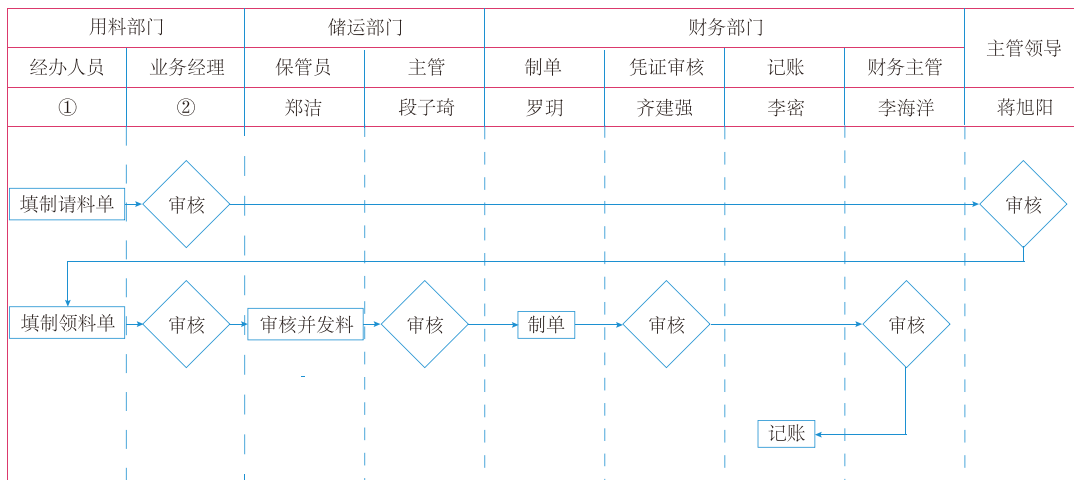 用料部门 储运部门 财务部门 主管领导
经办人员 业务经理 保管员 主管 制单 凭证审核 记账 财务主管
① ② 郑洁 段子琦 罗玥 齐建强 李密 李海洋 蒋旭阳
填制请料单 审核 审核
填制领料单 审核 审核并发料 审核 制单 审核 审核
记账